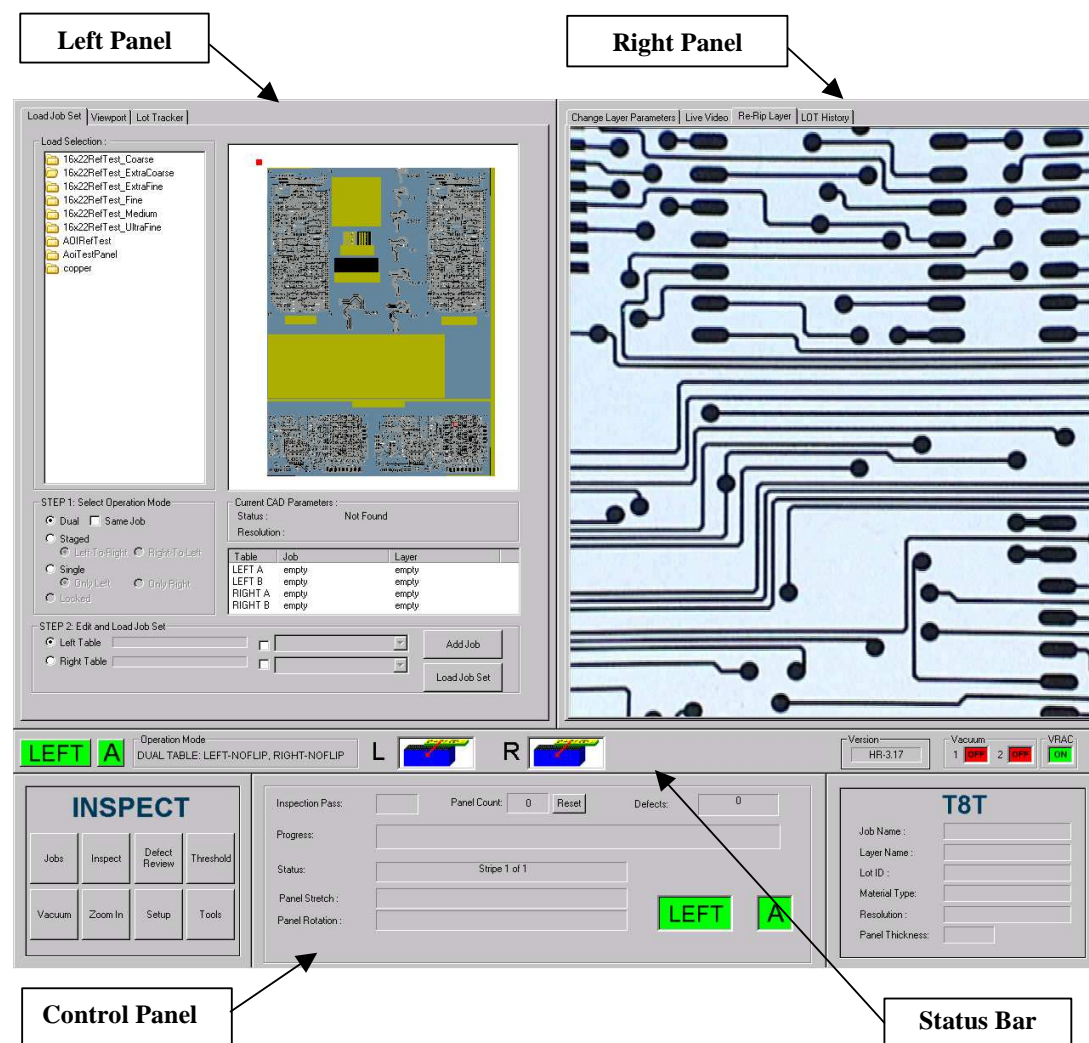 Left Panel
Right Panel
Load Job Set Viewport Lot Tracker
Change Layer Parameters Live Video Re-Rip Layer LOT History
Load Selection :
16x22RefTest_Coarse
16x22RefTest_ExtraCoarse
16x22RefTest_ExtraFine
16x22RefTest_Fine
16x22RefTest_Medium
16x22RefTest_UltraFine
AOIRefTest
AoiTestPanel
copper
STEP 1: Select Operation Mode
Dual Same Job
Staged
Left-To-Right Right-To-Left
Single
Only Left Only Right
Locked
Current CAD Parameters :
Status : Not Found
Resolution :
Table Job Layer
LEFT A empty empty
LEFT B empty empty
RIGHT A empty empty
RIGHT B empty empty
STEP 2: Edit and Load Job Set
Left Table
Right Table
Add Job
Load Job Set
LEFT A
Operation Mode
DUAL TABLE: LEFT-NOFLIP, RIGHT-NOFLIP
L R
Version
HR-3.17
Vacuum
1 OFF 2 OFF
VRAC
ON
INSPECT
Jobs Inspect Defect Review Threshold
Vacuum Zoom In Setup Tools
Inspection Pass: Panel Count: 0 Reset Defects: 0
Progress:
Status: Stripe 1 of 1
Panel Stretch :
Panel Rotation :
LEFT A
T8T
Job Name :
Layer Name :
Lot ID :
Material Type:
Resolution :
Panel Thickness:
Control Panel
Status Bar